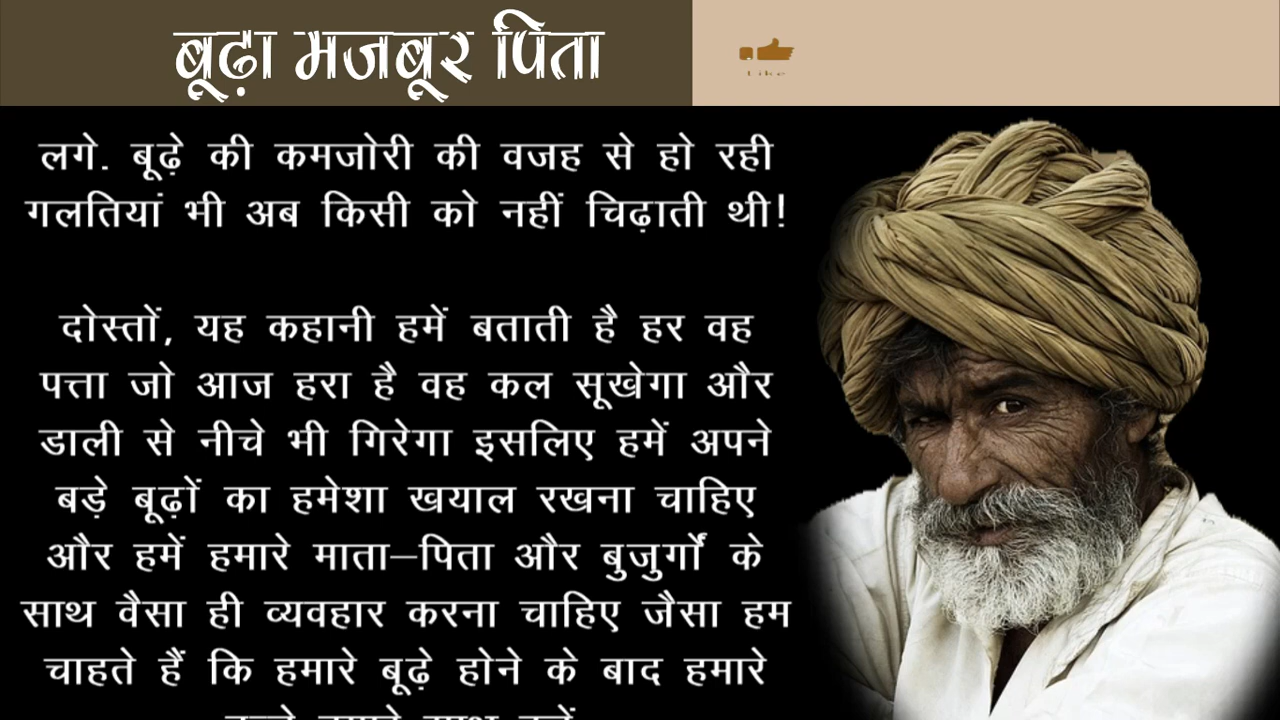 बूढ़ा मजबूर पिता
Like
लगे. बूढ़े की कमजोरी की वजह से हो रही
गलतियां भी अब किसी को नहीं चिढ़ाती थी!
दोस्तों, यह कहानी हमें बताती है हर वह
पत्ता जो आज हरा है वह कल सूखेगा और
डाली से नीचे भी गिरेगा इसलिए हमें अपने
बड़े बूढ़ों का हमेशा खयाल रखना चाहिए
और हमें हमारे माता–पिता और बुजुर्गों के
साथ वैसा ही व्यवहार करना चाहिए जैसा हम
चाहते हैं कि हमारे बूढ़े होने के बाद हमारे